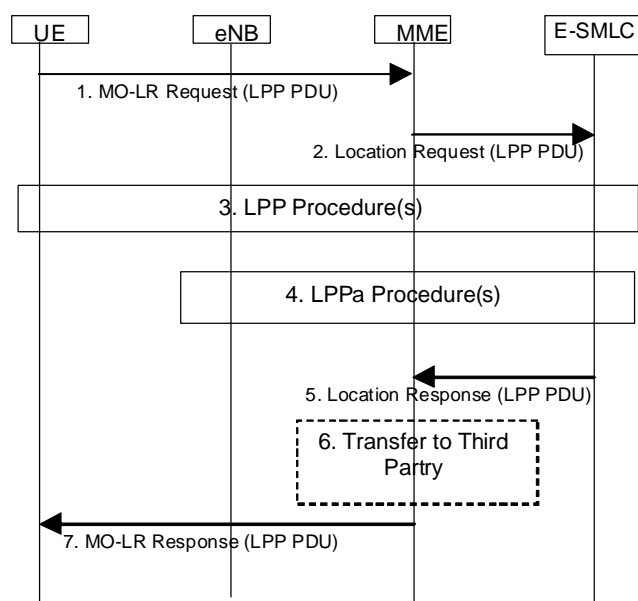 UE
eNB
MME
E-SMLC
1. MO-LR Request (LPP PDU)
2. Location Request (LPP PDU)
3. LPP Procedure(s)
4. LPPa Procedure(s)
5. Location Response (LPP PDU)
6. Transfer to Third
Partry
7. MO-LR Response (LPP PDU)